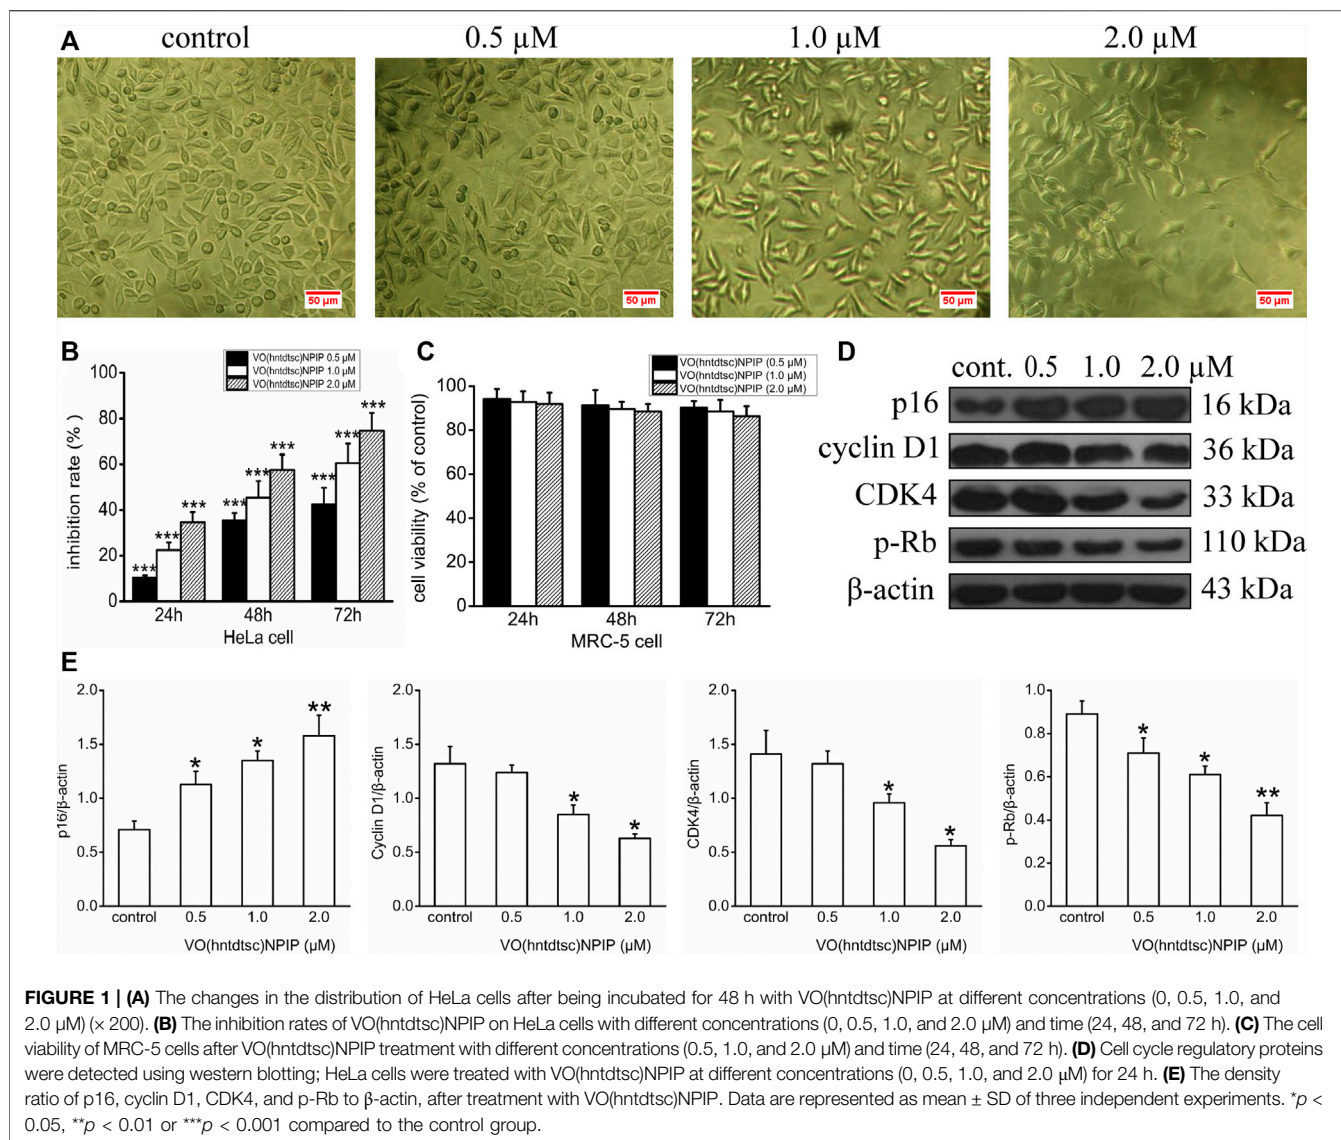 A control 0.5 µM 1.0 µM 2.0 µM
50 µm 50 µm 50 µm 50 µm
B
VO(hntdtsc)NPIP 0.5 µM
VO(hntdtsc)NPIP 1.0 µM
VO(hntdtsc)NPIP 2.0 µM
inhibition rate (%)
100
80
60
40
20
0
*** *** ***
*** *** ***
*** *** ***
24h 48h 72h
HeLa cell
C
VO(hntdtsc)NPIP (0.5 µM)
VO(hntdtsc)NPIP (1.0 µM)
VO(hntdtsc)NPIP (2.0 µM)
cell viability (% of control)
100
80
60
40
20
0
24h 48h 72h
MRC-5 cell
D
cont. 0.5 1.0 2.0 µM
p16 16 kDa
cyclin D1 36 kDa
CDK4 33 kDa
p-Rb 110 kDa
β-actin 43 kDa
E
p16/β-actin
2.0
1.5
1.0
0.5
0.0
* * **
control 0.5 1.0 2.0
VO(hntdtsc)NPIP (µM)
Cyclin D1/β-actin
2.0
1.5
1.0
0.5
0.0
* *
control 0.5 1.0 2.0
VO(hntdtsc)NPIP (µM)
CDK4/β-actin
2.0
1.5
1.0
0.5
0.0
* *
control 0.5 1.0 2.0
VO(hntdtsc)NPIP (µM)
p-Rb/β-actin
1.0
0.8
0.6
0.4
0.2
0.0
* * **
control 0.5 1.0 2.0
VO(hntdtsc)NPIP (µM)
FIGURE 1 | (A) The changes in the distribution of HeLa cells after being incubated for 48 h with VO(hntdtsc)NPIP at different concentrations (0, 0.5, 1.0, and
2.0 µM) (× 200). (B) The inhibition rates of VO(hntdtsc)NPIP on HeLa cells with different concentrations (0, 0.5, 1.0, and 2.0 µM) and time (24, 48, and 72 h). (C) The cell
viability of MRC-5 cells after VO(hntdtsc)NPIP treatment with different concentrations (0.5, 1.0, and 2.0 µM) and time (24, 48, and 72 h). (D) Cell cycle regulatory proteins
were detected using western blotting; HeLa cells were treated with VO(hntdtsc)NPIP at different concentrations (0, 0.5, 1.0, and 2.0 µM) for 24 h. (E) The density
ratio of p16, cyclin D1, CDK4, and p-Rb to β-actin, after treatment with VO(hntdtsc)NPIP. Data are represented as mean ± SD of three independent experiments. *p <
0.05, **p < 0.01 or ***p < 0.001 compared to the control group.